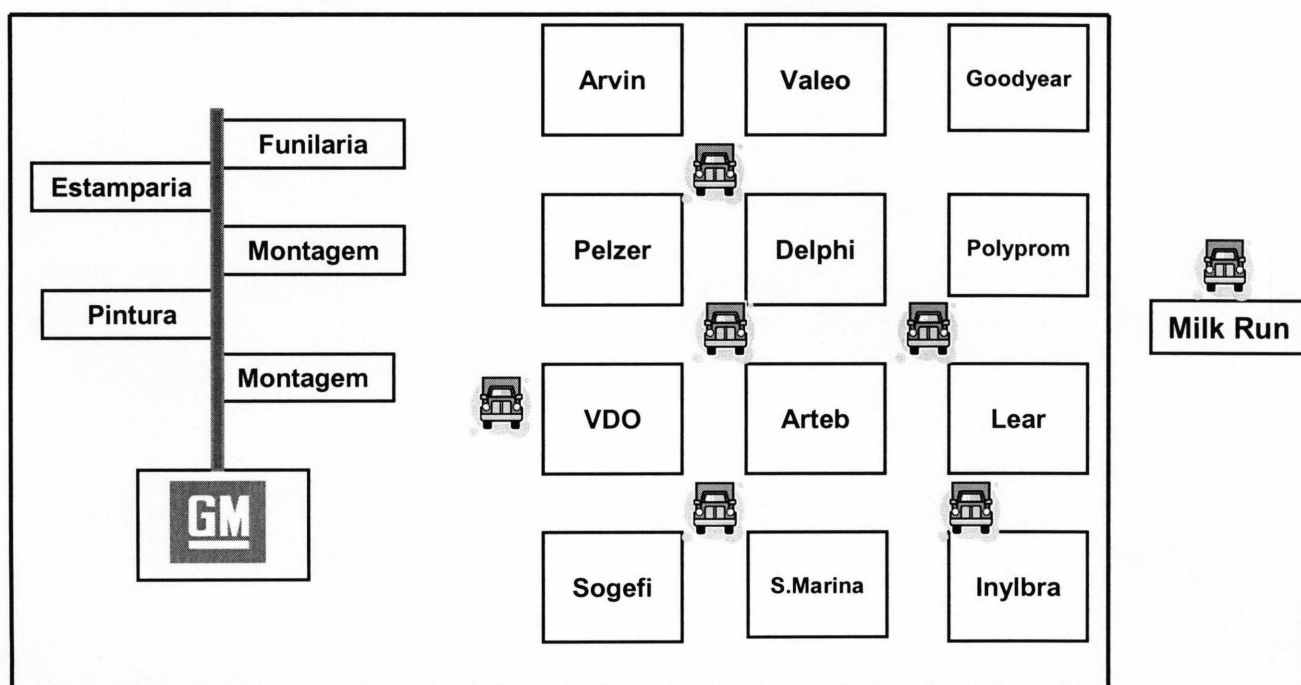 Funilaria
Estamparia
Montagem
Pintura
Montagem
GM
Arvin
Valeo
Goodyear
Pelzer
Delphi
Polyprom
VDO
Arteb
Lear
Sogefi
S.Marina
Inylbra
Milk Run